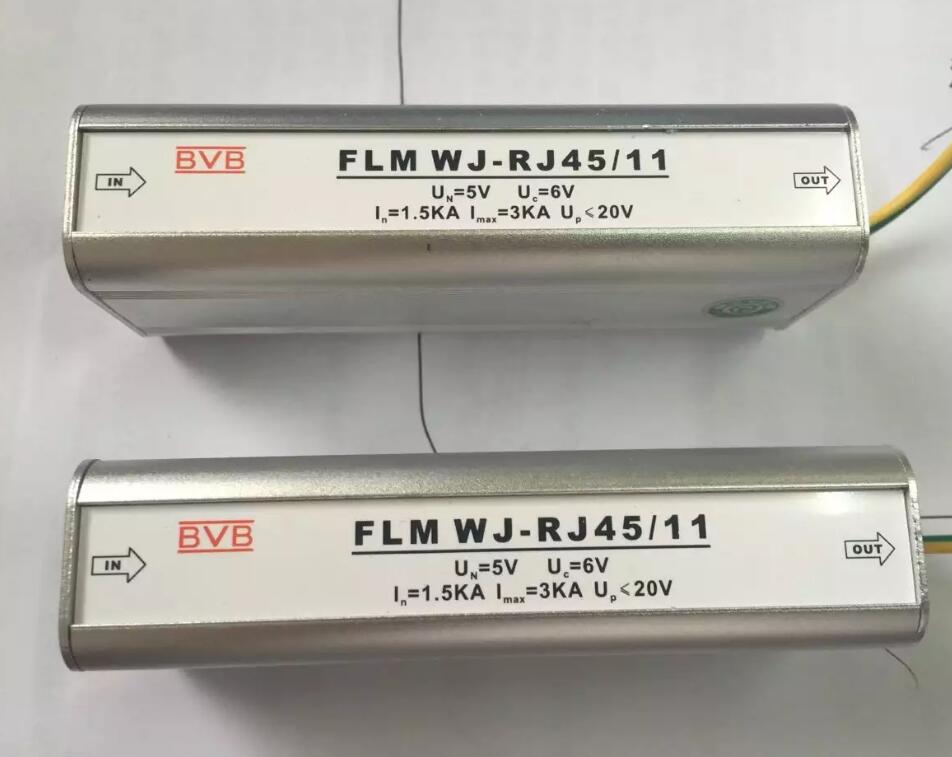 BVB
FLM WJ-RJ45/11
IN
OUT
UN=5V Uc=6V
In=1.5KA Imax=3KA Up<20V
BVB
FLM WJ-RJ45/11
IN
OUT
UN=5V Uc=6V
In=1.5KA Imax=3KA Up<20V